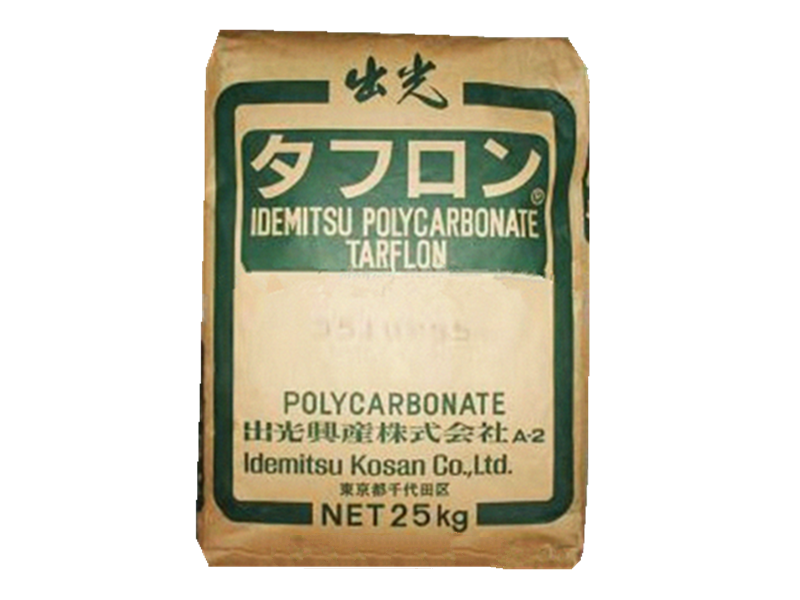 出光
タフロン®
IDEMITSU POLYCARBONATE
TARFLON
POLYCARBONATE
出光興産株式会社 A-2
Idemitsu Kosan Co.,Ltd.
東京都千代田区
NET 25kg